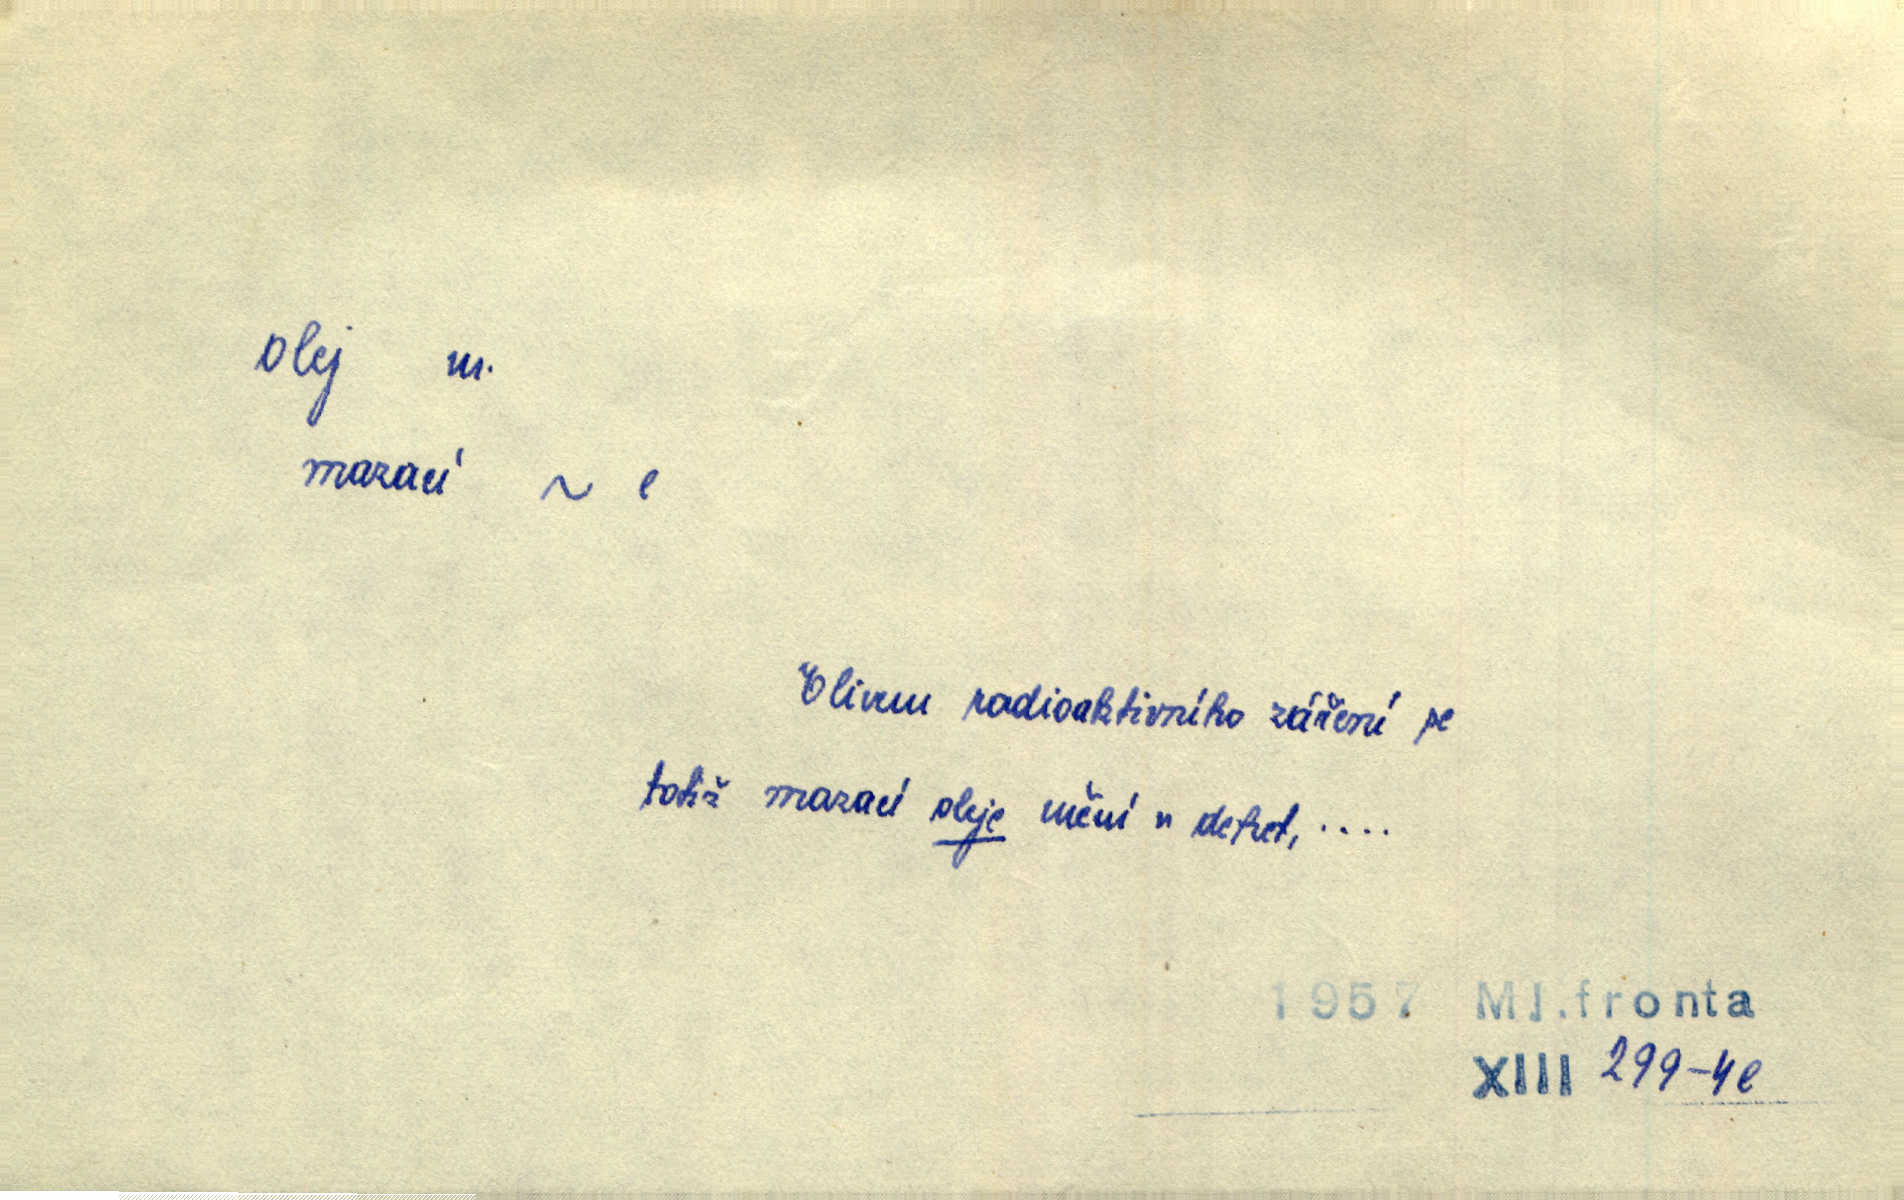 olej m.
mazací ~ e
Vlivem radioaktivního záření se
totiž mazací oleje mění v dehet, ....
1957 Ml.fronta
XIII 299-4e